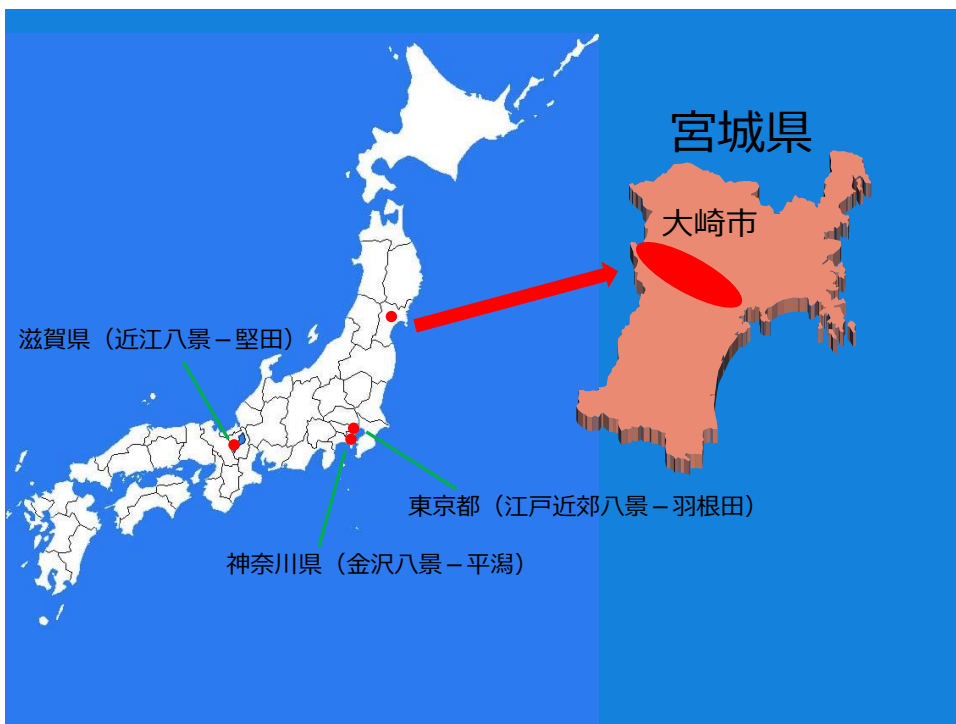 宮城県
大崎市
滋賀県（近江八景－堅田）
東京都（江戸近郊八景－羽根田）
神奈川県（金沢八景－平潟）